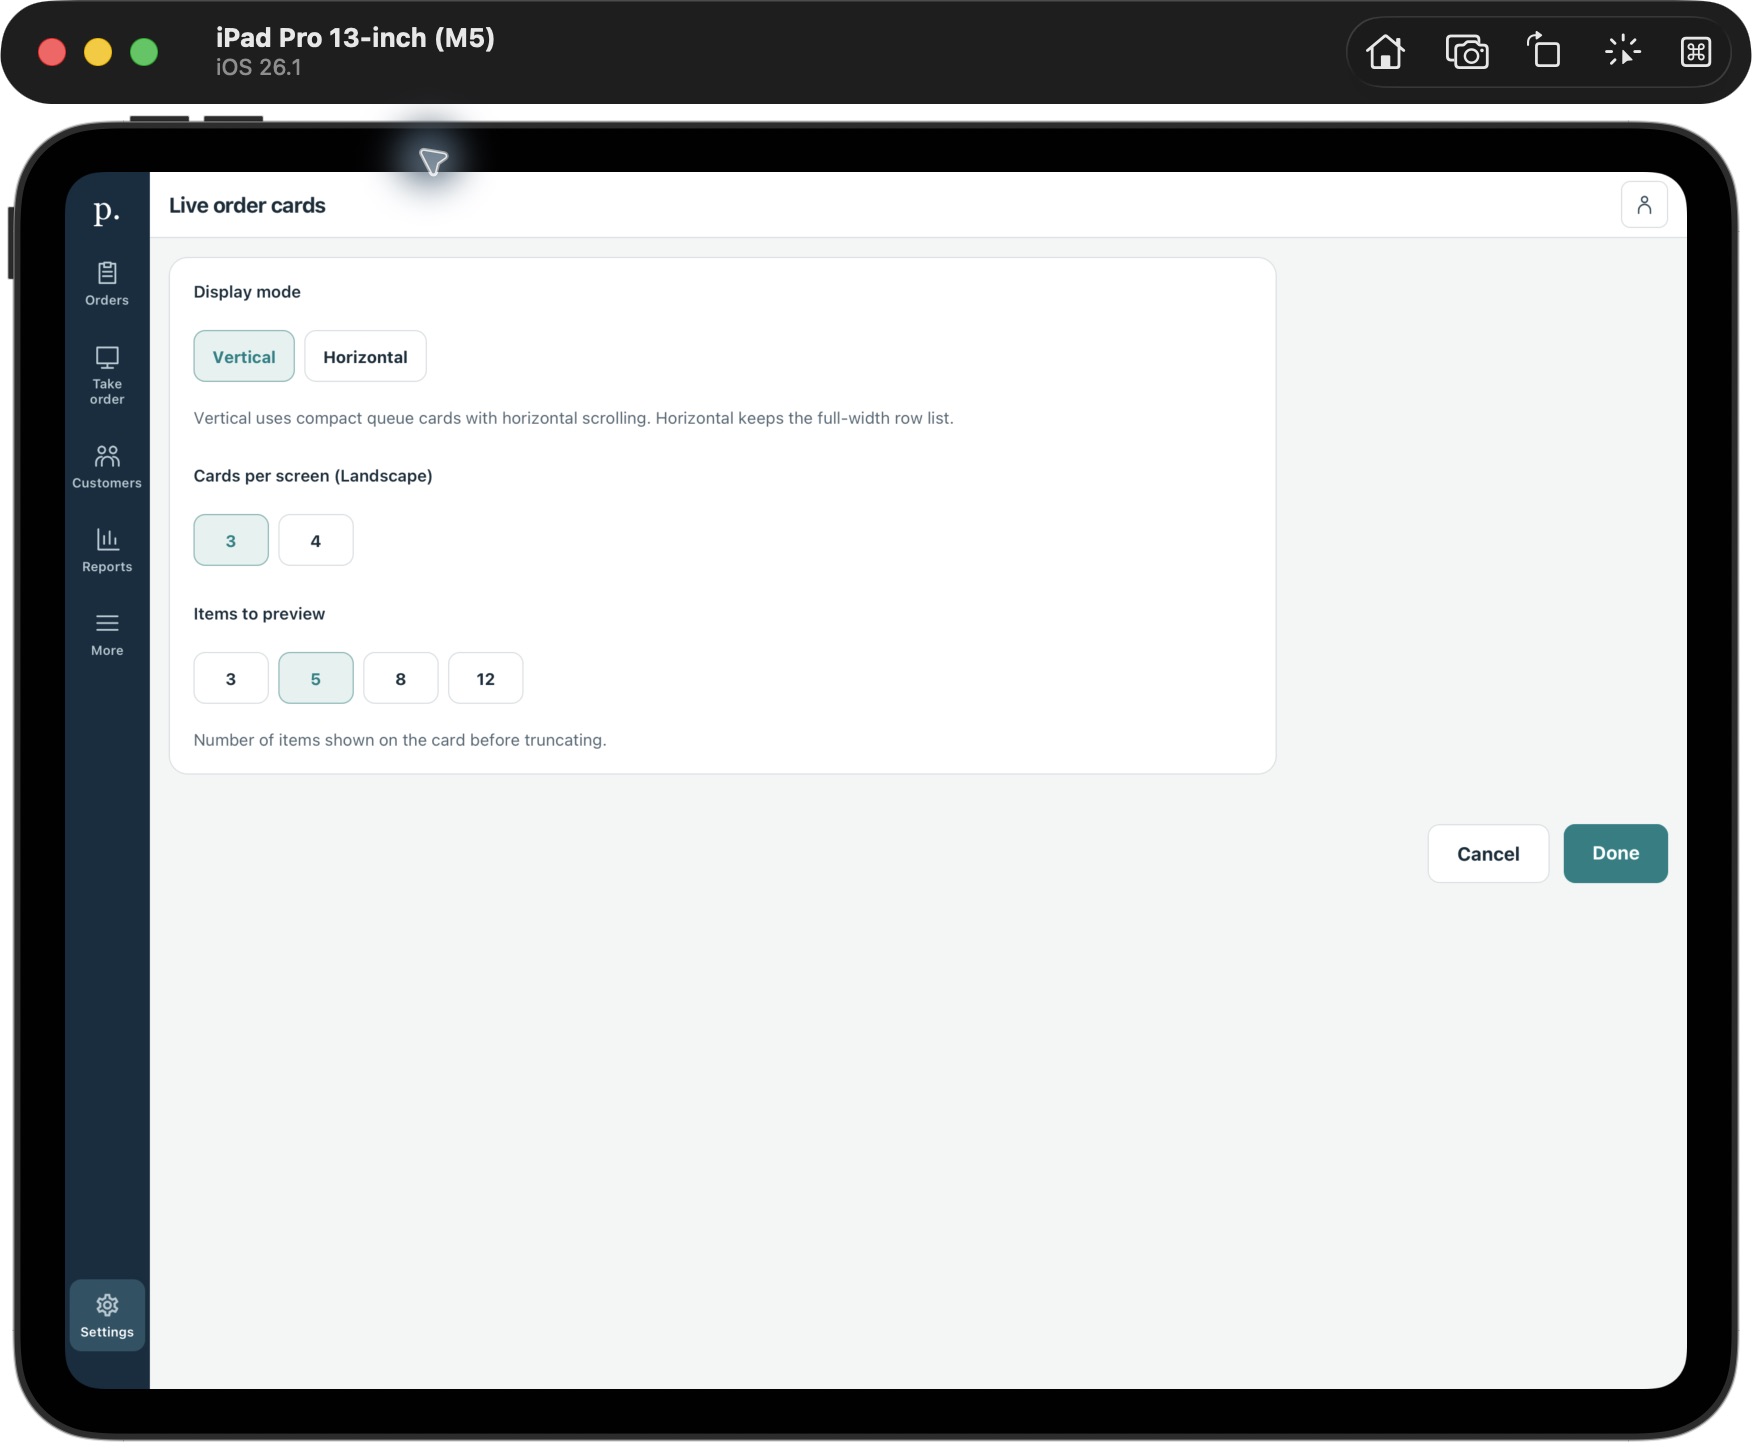 iPad Pro 13-inch (M5)
iOS 26.1
p.
Live order cards
Orders
Take
order
Customers
Reports
More
Settings
Display mode
Vertical
Horizontal
Vertical uses compact queue cards with horizontal scrolling. Horizontal keeps the full-width row list.
Cards per screen (Landscape)
3
4
Items to preview
3
5
8
12
Number of items shown on the card before truncating.
Cancel
Done